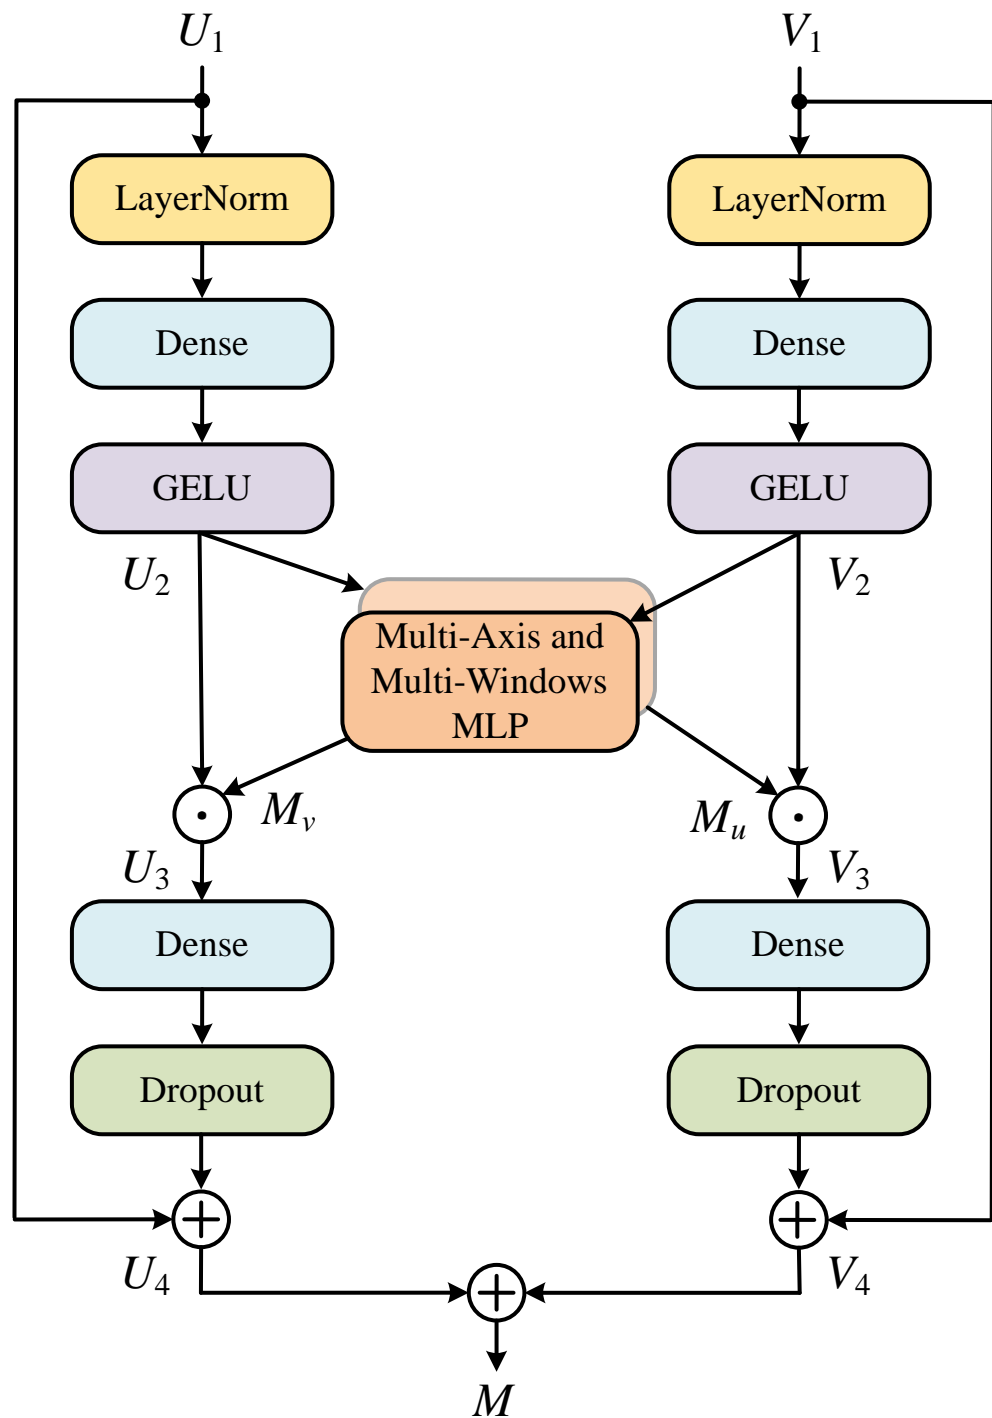 U1
V1
LayerNorm
LayerNorm
Dense
Dense
GELU
GELU
U2
V2
Multi-Axis and
Multi-Windows
MLP
Mv
Mu
U3
V3
Dense
Dense
Dropout
Dropout
U4
V4
M